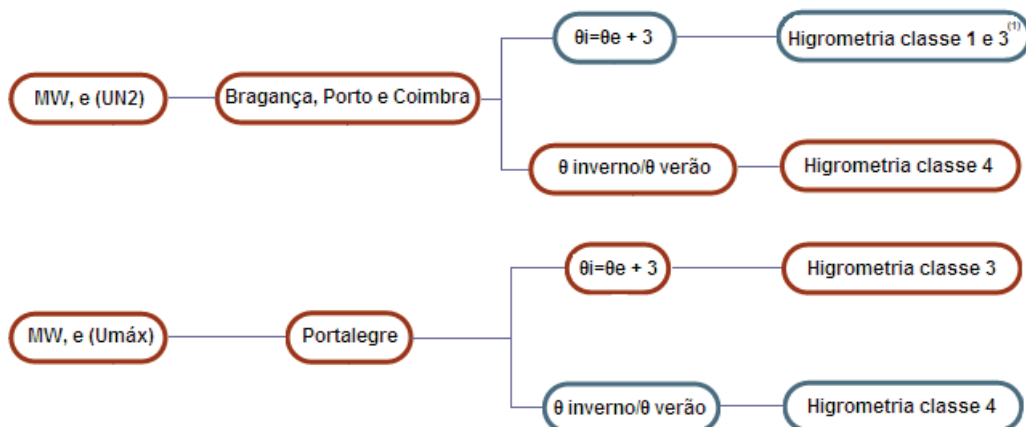 θi=θe + 3
Higrometria classe 1 e 3 (1)
MW, e (UN2)
Bragança, Porto e Coimbra
θ inverno/θ verão
Higrometria classe 4
θi=θe + 3
Higrometria classe 3
MW, e (Umáx)
Portalegre
θ inverno/θ verão
Higrometria classe 4